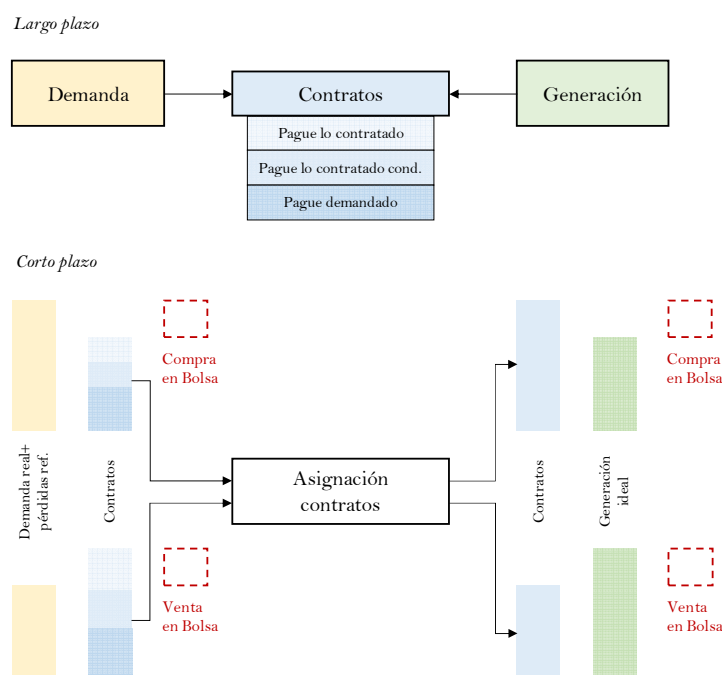 Largo plazo
Demanda
Contratos
Generación
Pague lo contratado
Pague lo contratado cond.
Pague demandado
Corto plazo
Compra
en Bolsa
Compra
en Bolsa
Demanda real+
pérdidas ref.
Contratos
Asignación
contratos
Contratos
Generación
ideal
Venta
en Bolsa
Venta
en Bolsa